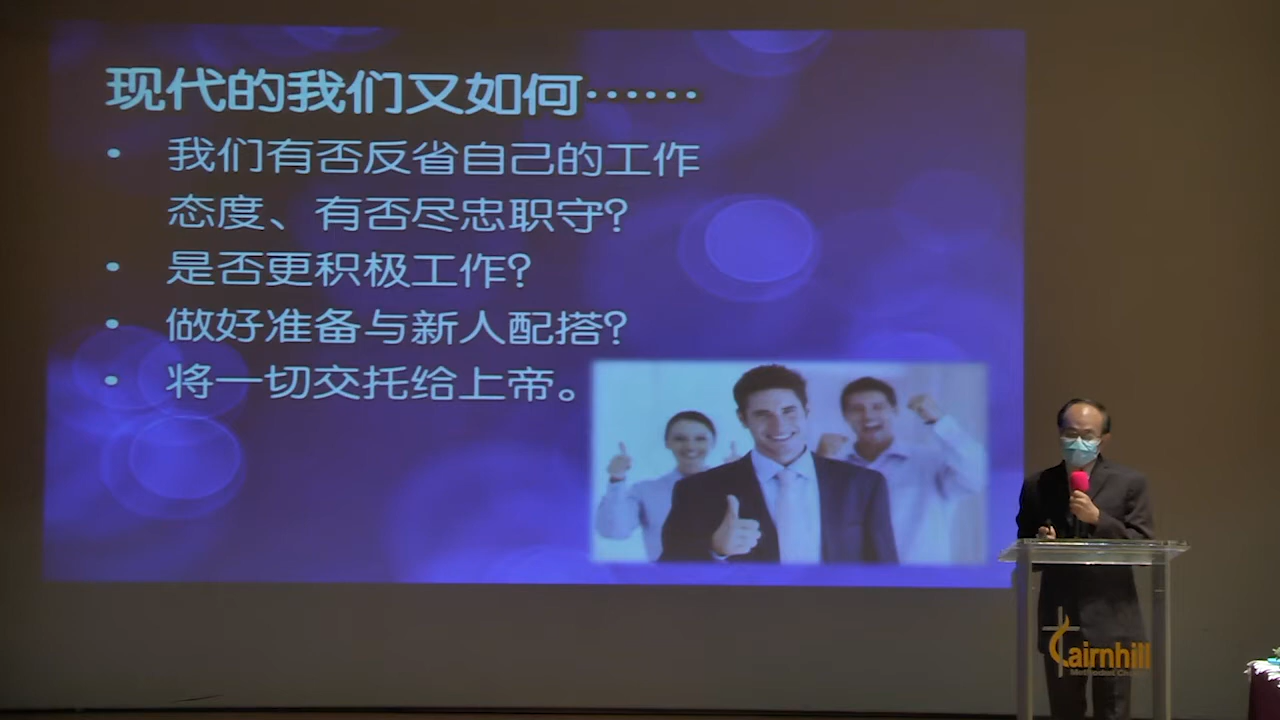 现代的我们又如何······
• 我们有否反省自己的工作
态度、有否尽忠职守?
• 是否更积极工作?
• 做好准备与新人配搭?
• 将一切交托给上帝。
airnhill
Methodist